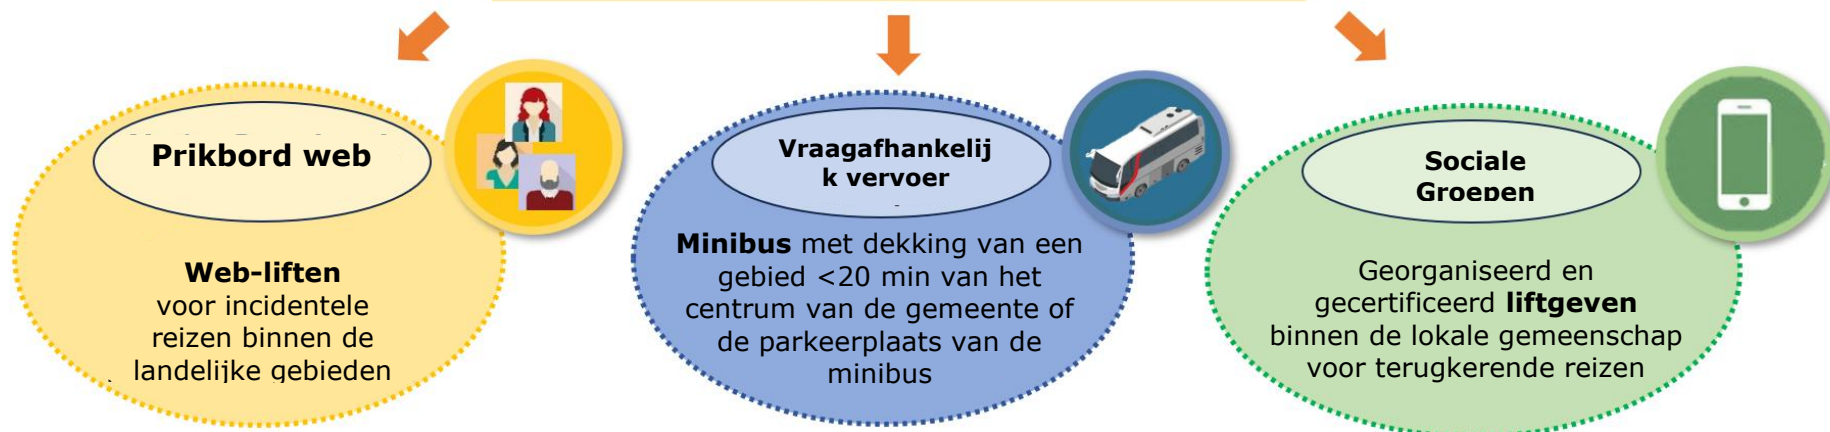 Prikbord web
Web-liften
voor incidentele
reizen binnen de
landelijke gebieden
Vraagafhankelij
k vervoer
Minibus met dekking van een
gebied <20 min van het
centrum van de gemeente of
de parkeerplaats van de
minibus
Sociale
Groepen
Georganiseerd en
gecertificeerd liftgeven
binnen de lokale gemeenschap
voor terugkerende reizen